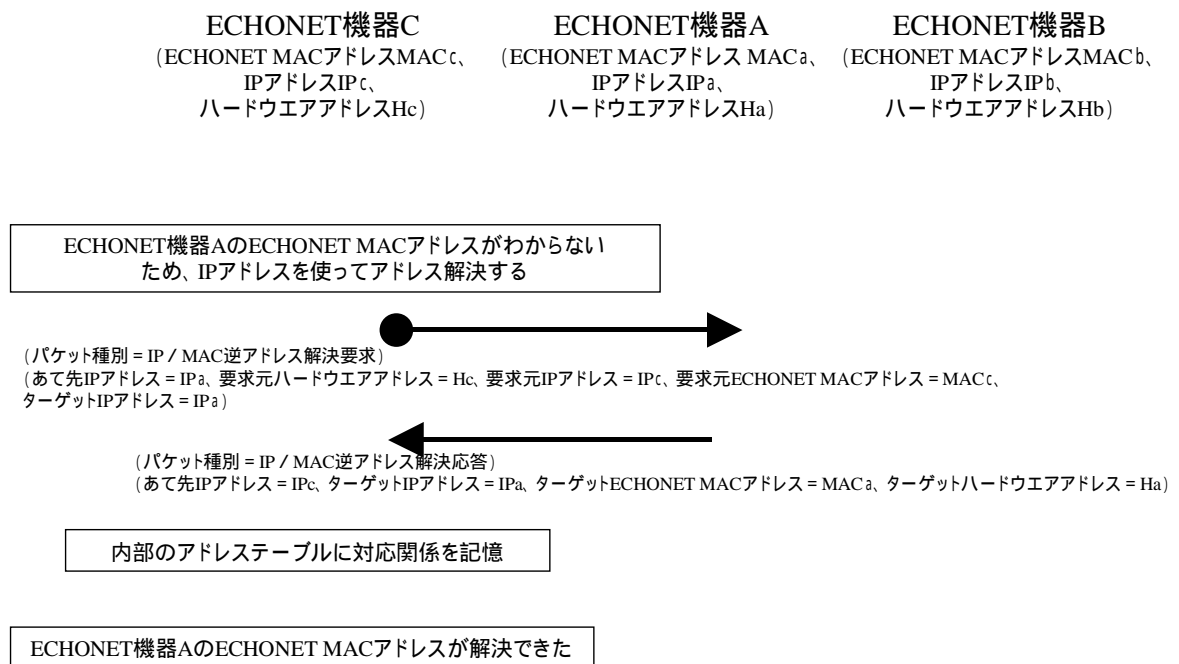 ECHONET機器C
(ECHONET MACアドレスMACc、
IPアドレスIPc、
ハードウエアアドレスHc)
ECHONET機器A
(ECHONET MACアドレス MACa、
IPアドレスIPa、
ハードウエアアドレスHa)
ECHONET機器B
(ECHONET MACアドレスMACb、
IPアドレスIPb、
ハードウエアアドレスHb)
ECHONET機器AのECHONET MACアドレスがわからない
ため、IPアドレスを使ってアドレス解決する
(パケット種別 = IP / MAC逆アドレス解決要求)
(あて先IPアドレス = IPa、要求元ハードウエアアドレス = Hc、要求元IPアドレス = IPc、要求元ECHONET MACアドレス = MACc、
ターゲットIPアドレス = IPa)
(パケット種別 = IP / MAC逆アドレス解決応答)
(あて先IPアドレス = IPc、ターゲットIPアドレス = IPa、ターゲットECHONET MACアドレス = MACa、ターゲットハードウエアアドレス = Ha)
内部のアドレステーブルに対応関係を記憶
ECHONET機器AのECHONET MACアドレスが解決できた